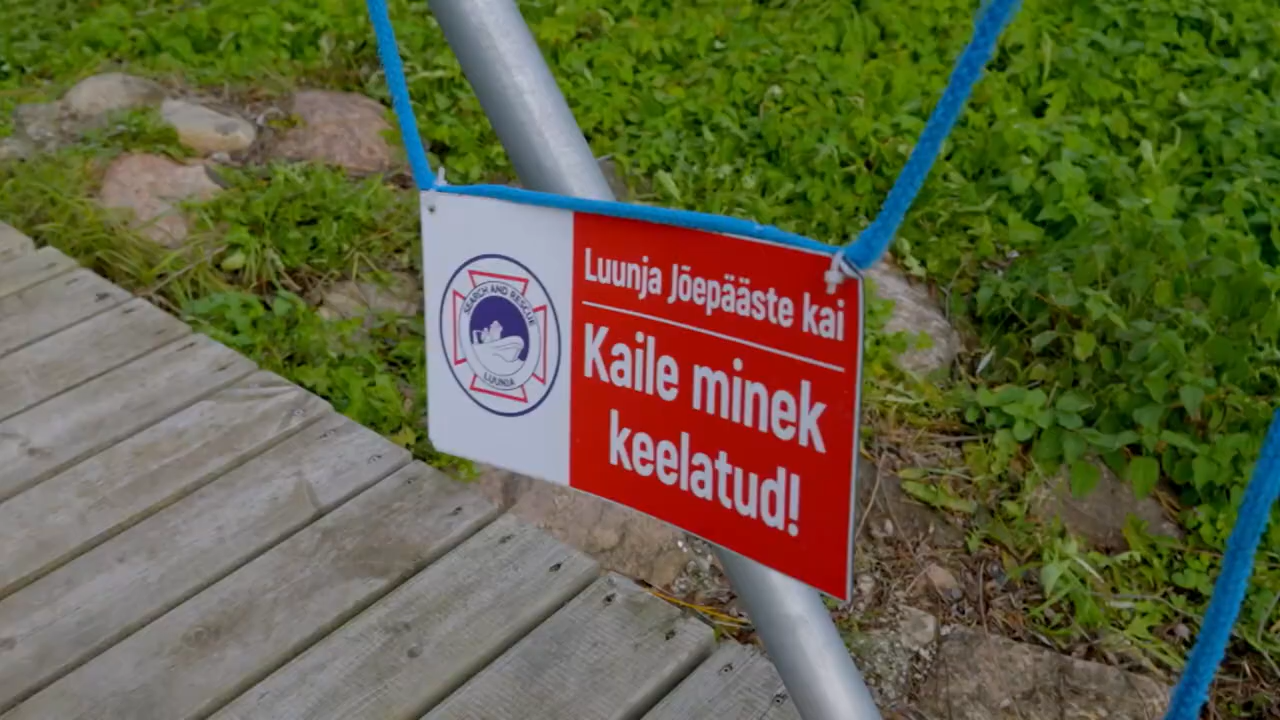 SEARCH AND RESCUE
LUUNJA
Luunja Jõepääste kai
Kaile minek
keelatud!